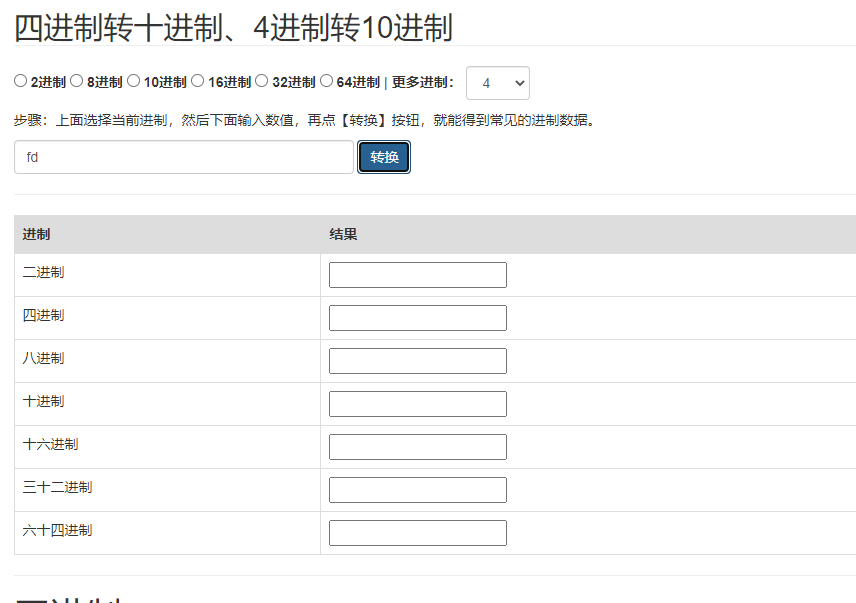 四进制转十进制、4进制转10进制
2进制 8进制 10进制 16进制 32进制 64进制 | 更多进制： 4
步骤：上面选择当前进制，然后下面输入数值，再点【转换】按钮，就能得到常见的进制数据。
fd 转换
进制 结果
二进制
四进制
八进制
十进制
十六进制
三十二进制
六十四进制